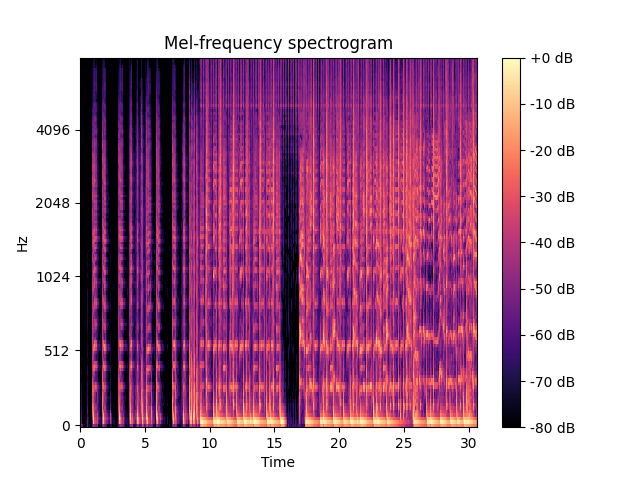 Mel-frequency spectrogram
+0 dB
-10 dB
-20 dB
-30 dB
-40 dB
-50 dB
-60 dB
-70 dB
-80 dB
4096
2048
1024
512
0
Hz
0 5 10 15 20 25 30
Time